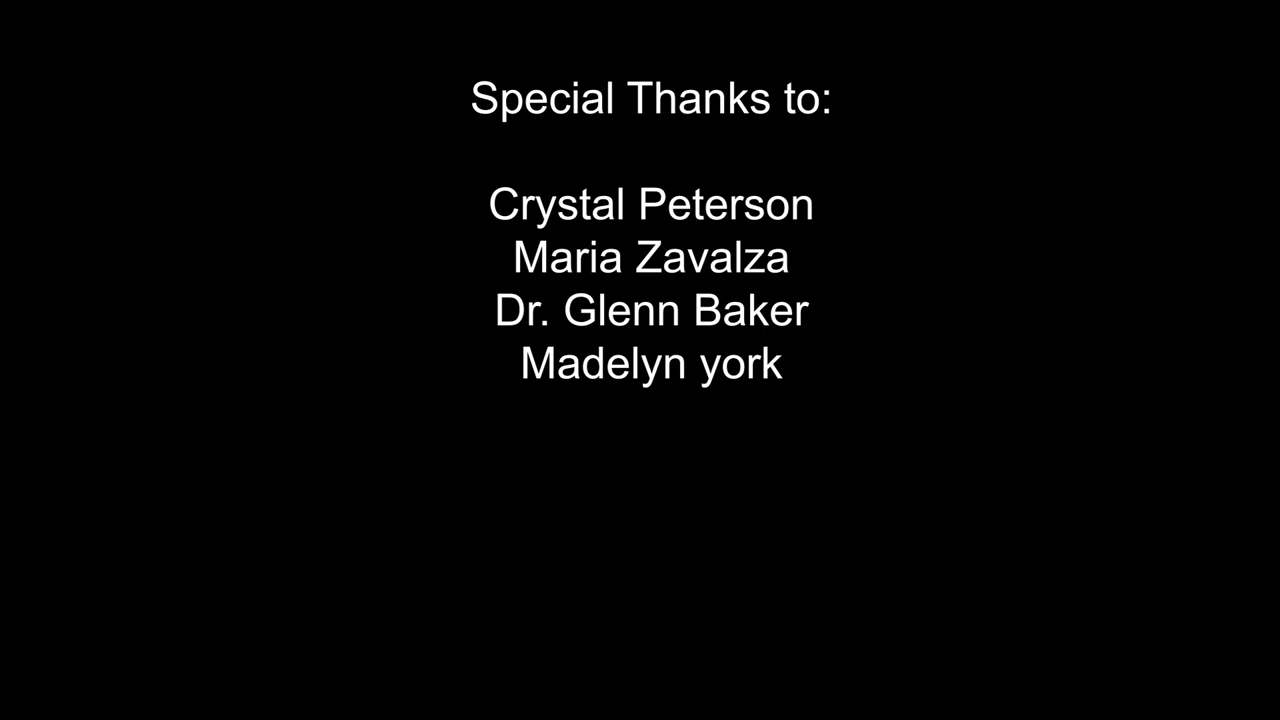 Special Thanks to:
Crystal Peterson
Maria Zavalza
Dr. Glenn Baker
Madelyn york